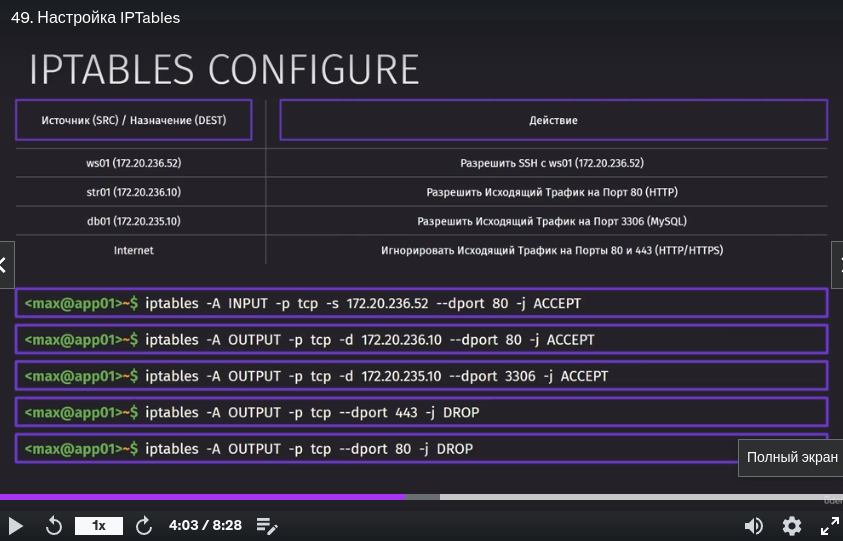 49. Настройка IPTables
IPTABLES CONFIGURE
Источник (SRC) / Назначение (DEST) Действие
ws01 (172.20.236.52) Разрешить SSH с ws01 (172.20.236.52)
str01 (172.20.236.10) Разрешить Исходящий Трафик на Порт 80 (HTTP)
db01 (172.20.235.10) Разрешить Исходящий Трафик на Порт 3306 (MySQL)
Internet Игнорировать Исходящий Трафик на Порты 80 и 443 (HTTP/HTTPS)
<max@app01>~$ iptables -A INPUT -p tcp -s 172.20.236.52 --dport 80 -j ACCEPT
<max@app01>~$ iptables -A OUTPUT -p tcp -d 172.20.236.10 --dport 80 -j ACCEPT
<max@app01>~$ iptables -A OUTPUT -p tcp -d 172.20.235.10 --dport 3306 -j ACCEPT
<max@app01>~$ iptables -A OUTPUT -p tcp --dport 443 -j DROP
<max@app01>~$ iptables -A OUTPUT -p tcp --dport 80 -j DROP
Полный экран
1x 4:03 / 8:28